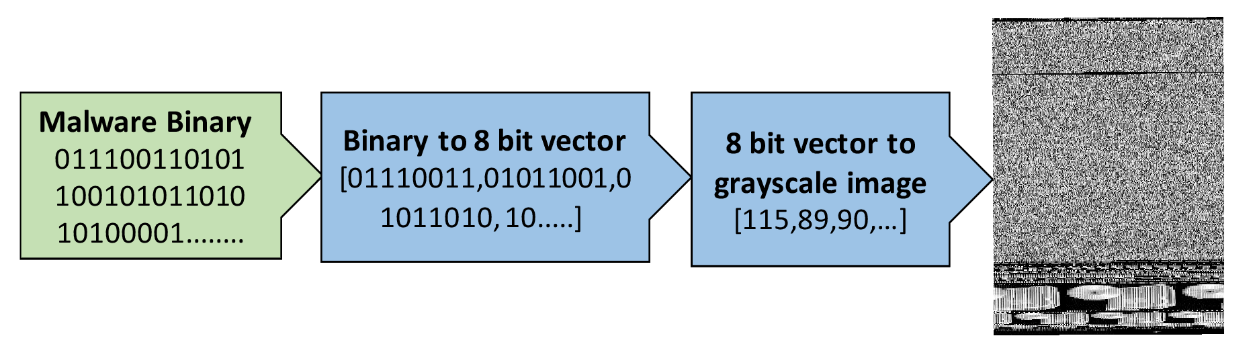 Malware Binary
011100110101
100101011010
10100001........
Binary to 8 bit vector
[01110011,01011001,0
1011010, 10.....]
8 bit vector to
grayscale image
[115,89,90,...]